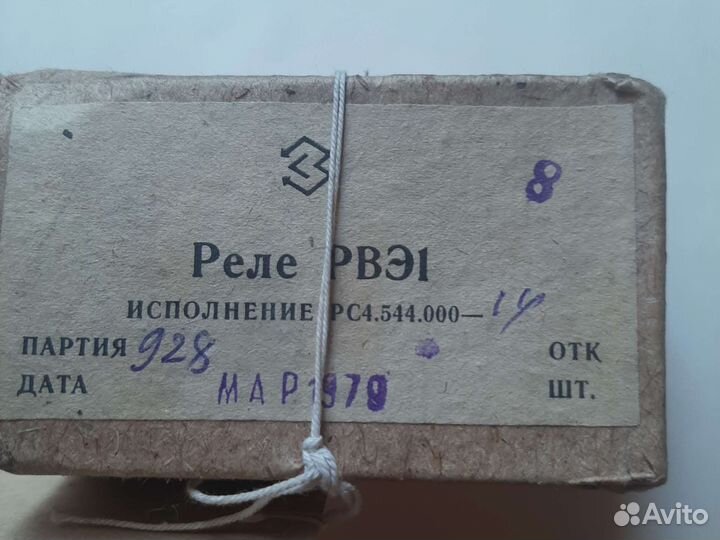 8
Реле РВЭ1
ИСПОЛНЕНИЕ РС4.544.000—14
ПАРТИЯ 928 ОТК
ДАТА МАР 1979 ШТ.
Avito